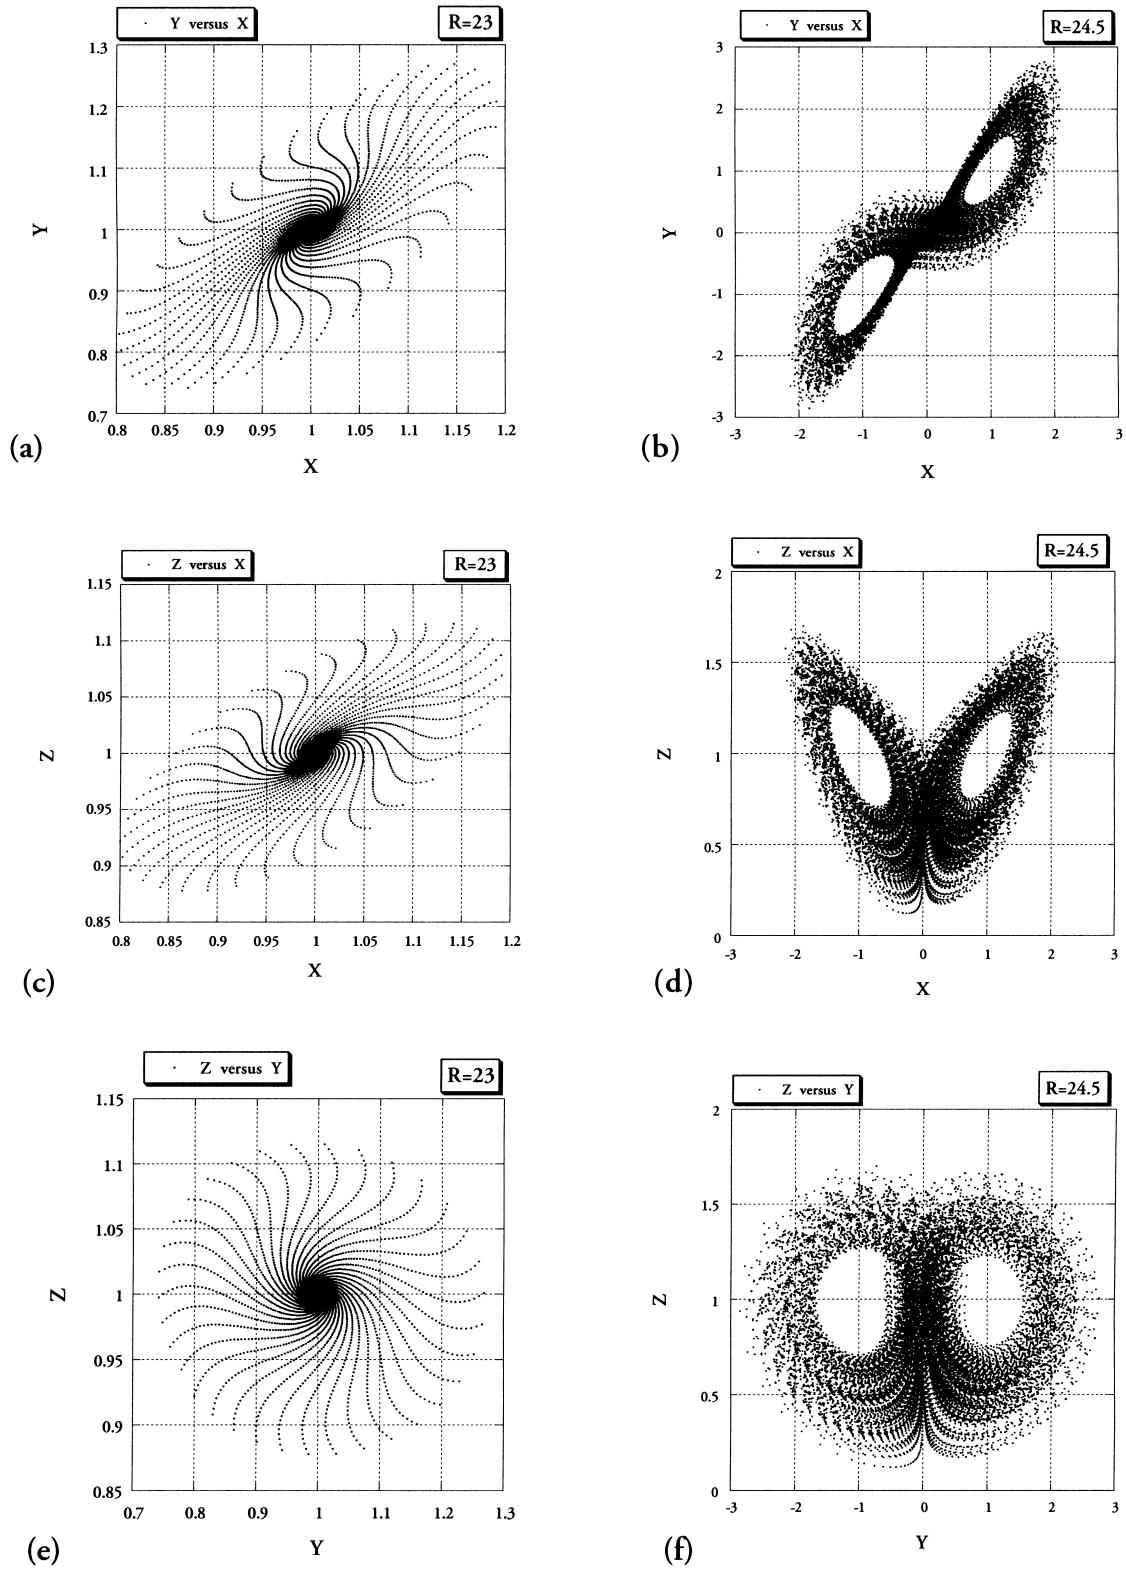 Y versus X
R=23
1.3
1.2
1.1
1
0.9
0.8
0.7
Y
0.8 0.85 0.9 0.95 1 1.05 1.1 1.15 1.2
X
(a)
Y versus X
R=24.5
3
2
1
0
-1
-2
-3
Y
-3 -2 -1 0 1 2 3
X
(b)
Z versus X
R=23
1.15
1.1
1.05
1
0.95
0.9
0.85
Z
0.8 0.85 0.9 0.95 1 1.05 1.1 1.15 1.2
X
(c)
Z versus X
R=24.5
2
1.5
1
0.5
0
Z
-3 -2 -1 0 1 2 3
X
(d)
Z versus Y
R=23
1.15
1.1
1.05
1
0.95
0.9
0.85
Z
0.7 0.8 0.9 1 1.1 1.2 1.3
Y
(e)
Z versus Y
R=24.5
2
1.5
1
0.5
0
Z
-3 -2 -1 0 1 2 3
Y
(f)